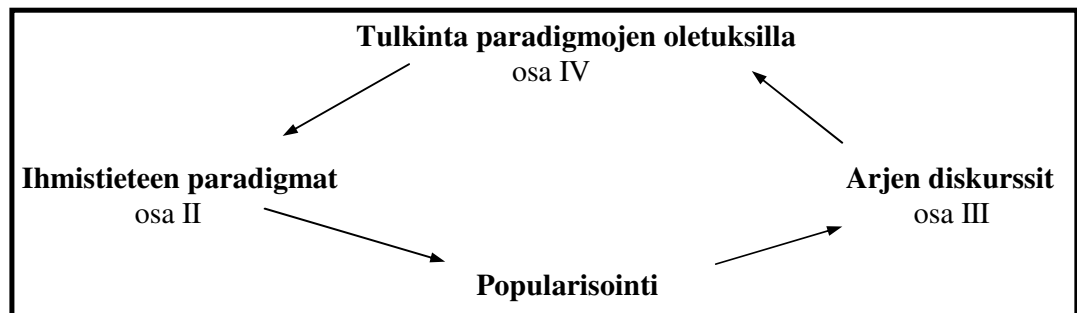 Tulkinta paradigmojen oletuksilla
osa IV
Ihmistieteen paradigmat
osa II
Arjen diskurssit
osa III
Popularisointi